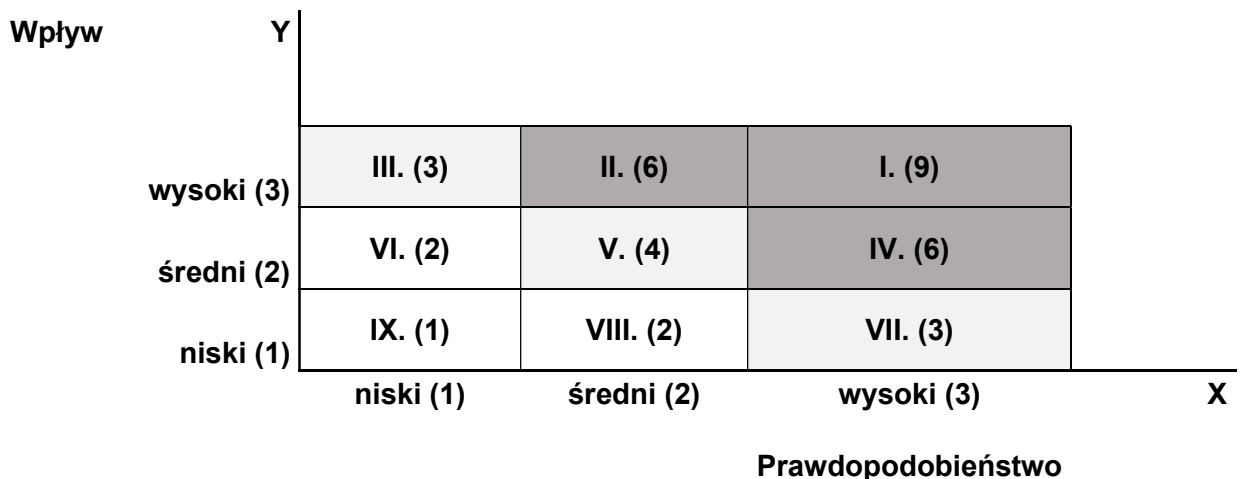 Wpływ Y
III. (3) II. (6) I. (9)
wysoki (3)
VI. (2) V. (4) IV. (6)
średni (2)
IX. (1) VIII. (2) VII. (3)
niski (1)
niski (1) średni (2) wysoki (3) X
Prawdopodobieństwo